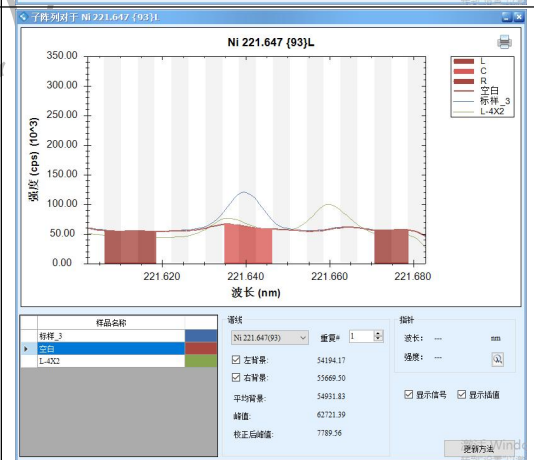 子阵列对于 Ni 221.647 {93}L
Ni 221.647 {93}L
350.00
300.00
250.00
200.00
150.00
100.00
50.00
0.00
强度 (cps) (10^3)
221.620
221.640
221.660
221.680
波长 (nm)
L
C
R
空白
标样_3
L-4X2
样品名称
标样_3
空白
L-4X2
谱线
Ni 221.647(93)
重复#
1
左背景:
54194.17
右背景:
55669.50
平均背景:
54931.83
峰值:
62721.39
校正后峰值:
7789.56
指针
波长:
---
nm
强度:
---
显示信号
显示插值
更新方法